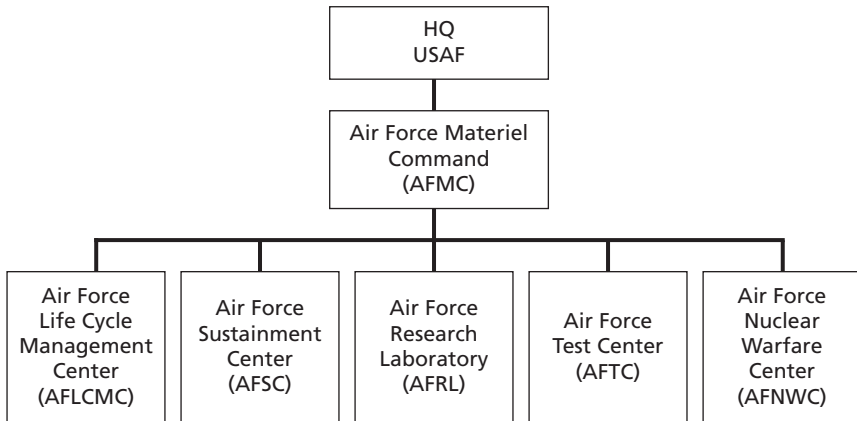 HQ
USAF
Air Force Materiel
Command
(AFMC)
Air Force
Life Cycle
Management
Center
(AFLCMC)
Air Force
Sustainment
Center
(AFSC)
Air Force
Research
Laboratory
(AFRL)
Air Force
Test Center
(AFTC)
Air Force
Nuclear
Warfare
Center
(AFNWC)